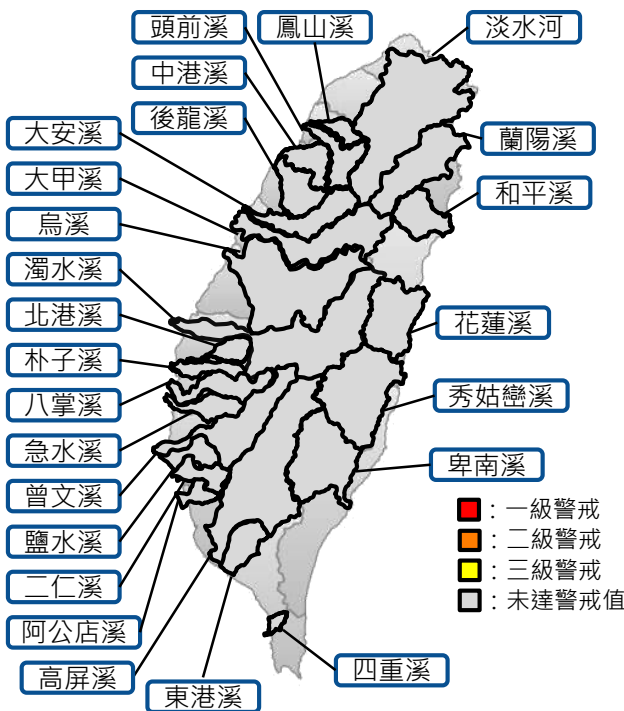 頭前溪
鳳山溪
淡水河
中港溪
後龍溪
大安溪
蘭陽溪
大甲溪
和平溪
烏溪
濁水溪
北港溪
花蓮溪
朴子溪
八掌溪
秀姑巒溪
急水溪
卑南溪
曾文溪
鹽水溪
二仁溪
阿公店溪
高屏溪
東港溪
四重溪
：一級警戒
：二級警戒
：三級警戒
：未達警戒值